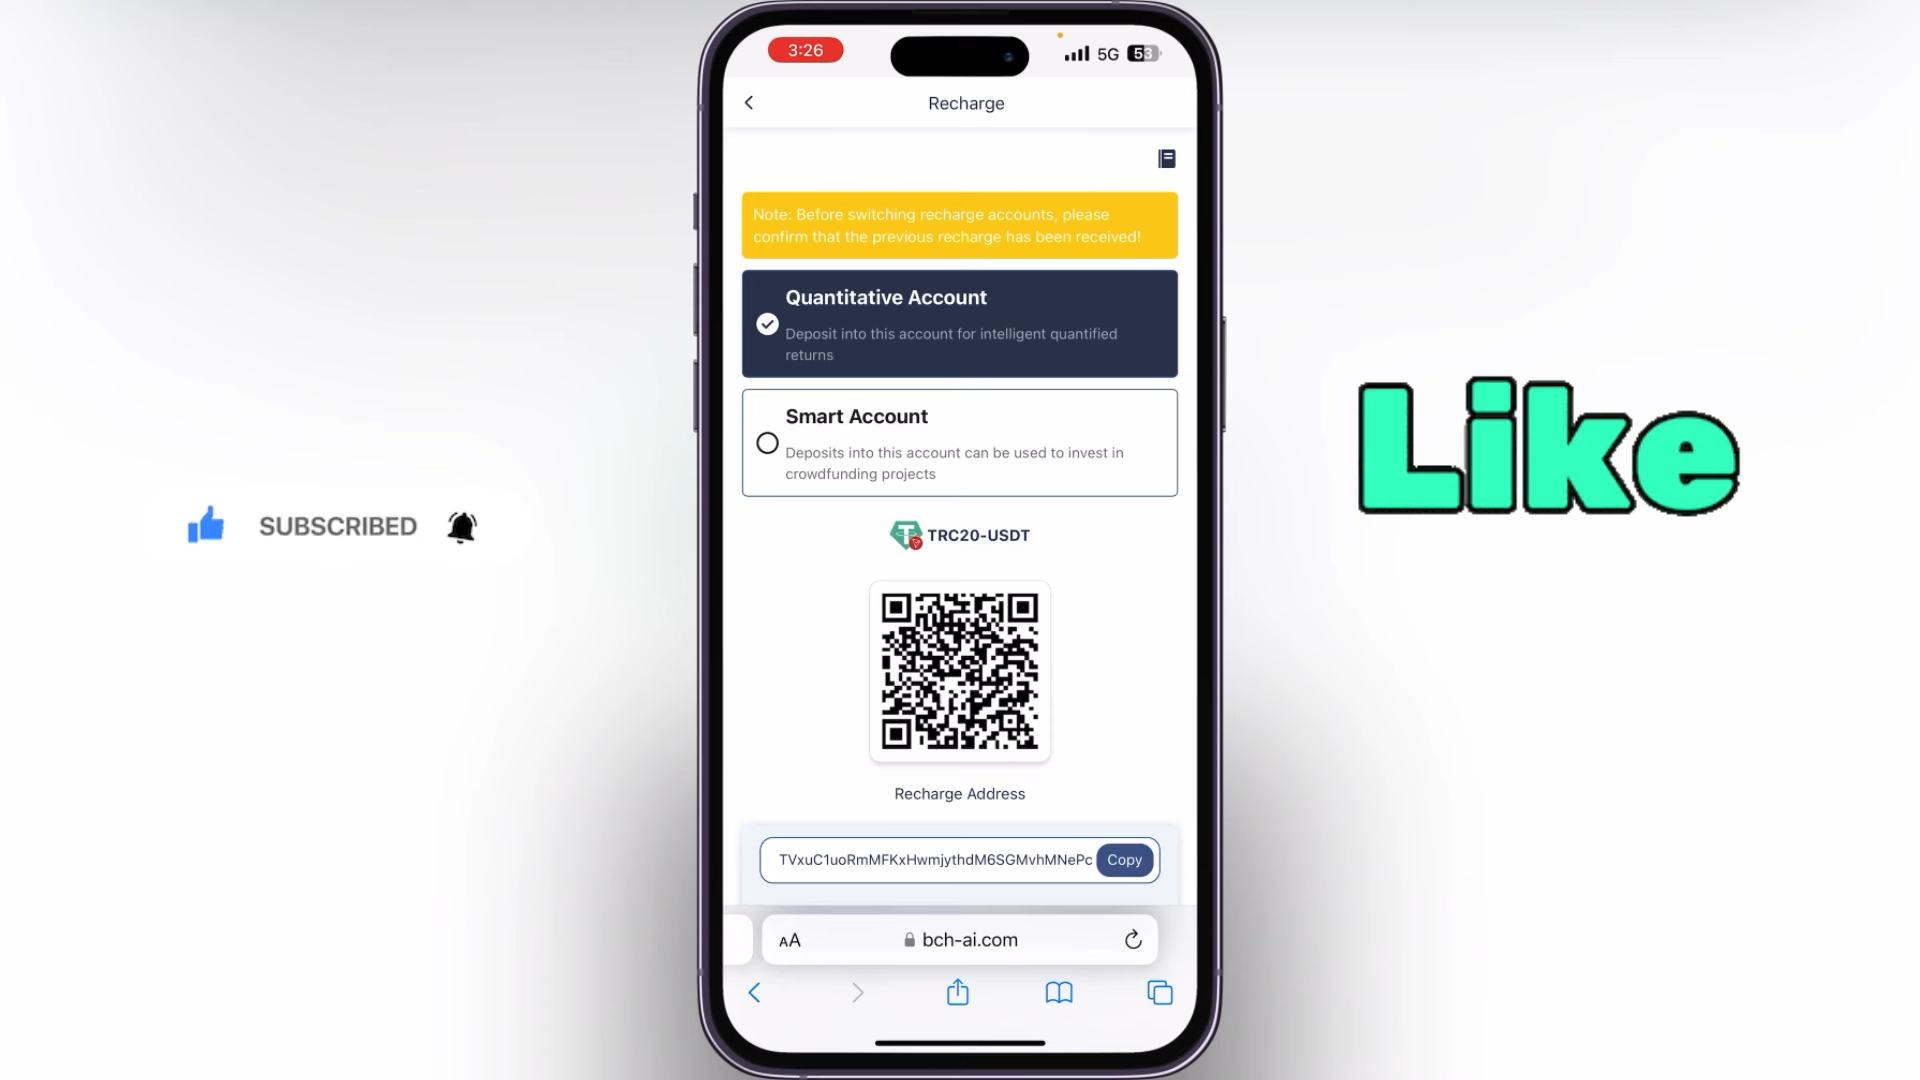 3:26
5G 53
Recharge
Note: Before switching recharge accounts, please
confirm that the previous recharge has been received!
Quantitative Account
Deposit into this account for intelligent quantified
returns
Smart Account
Deposits into this account can be used to invest in
crowdfunding projects
TRC20-USDT
Recharge Address
TVxuC1uoRmMFKxHwmjythdM6SGMvhMNePc Copy
AA bch-ai.com
SUBSCRIBED
Like